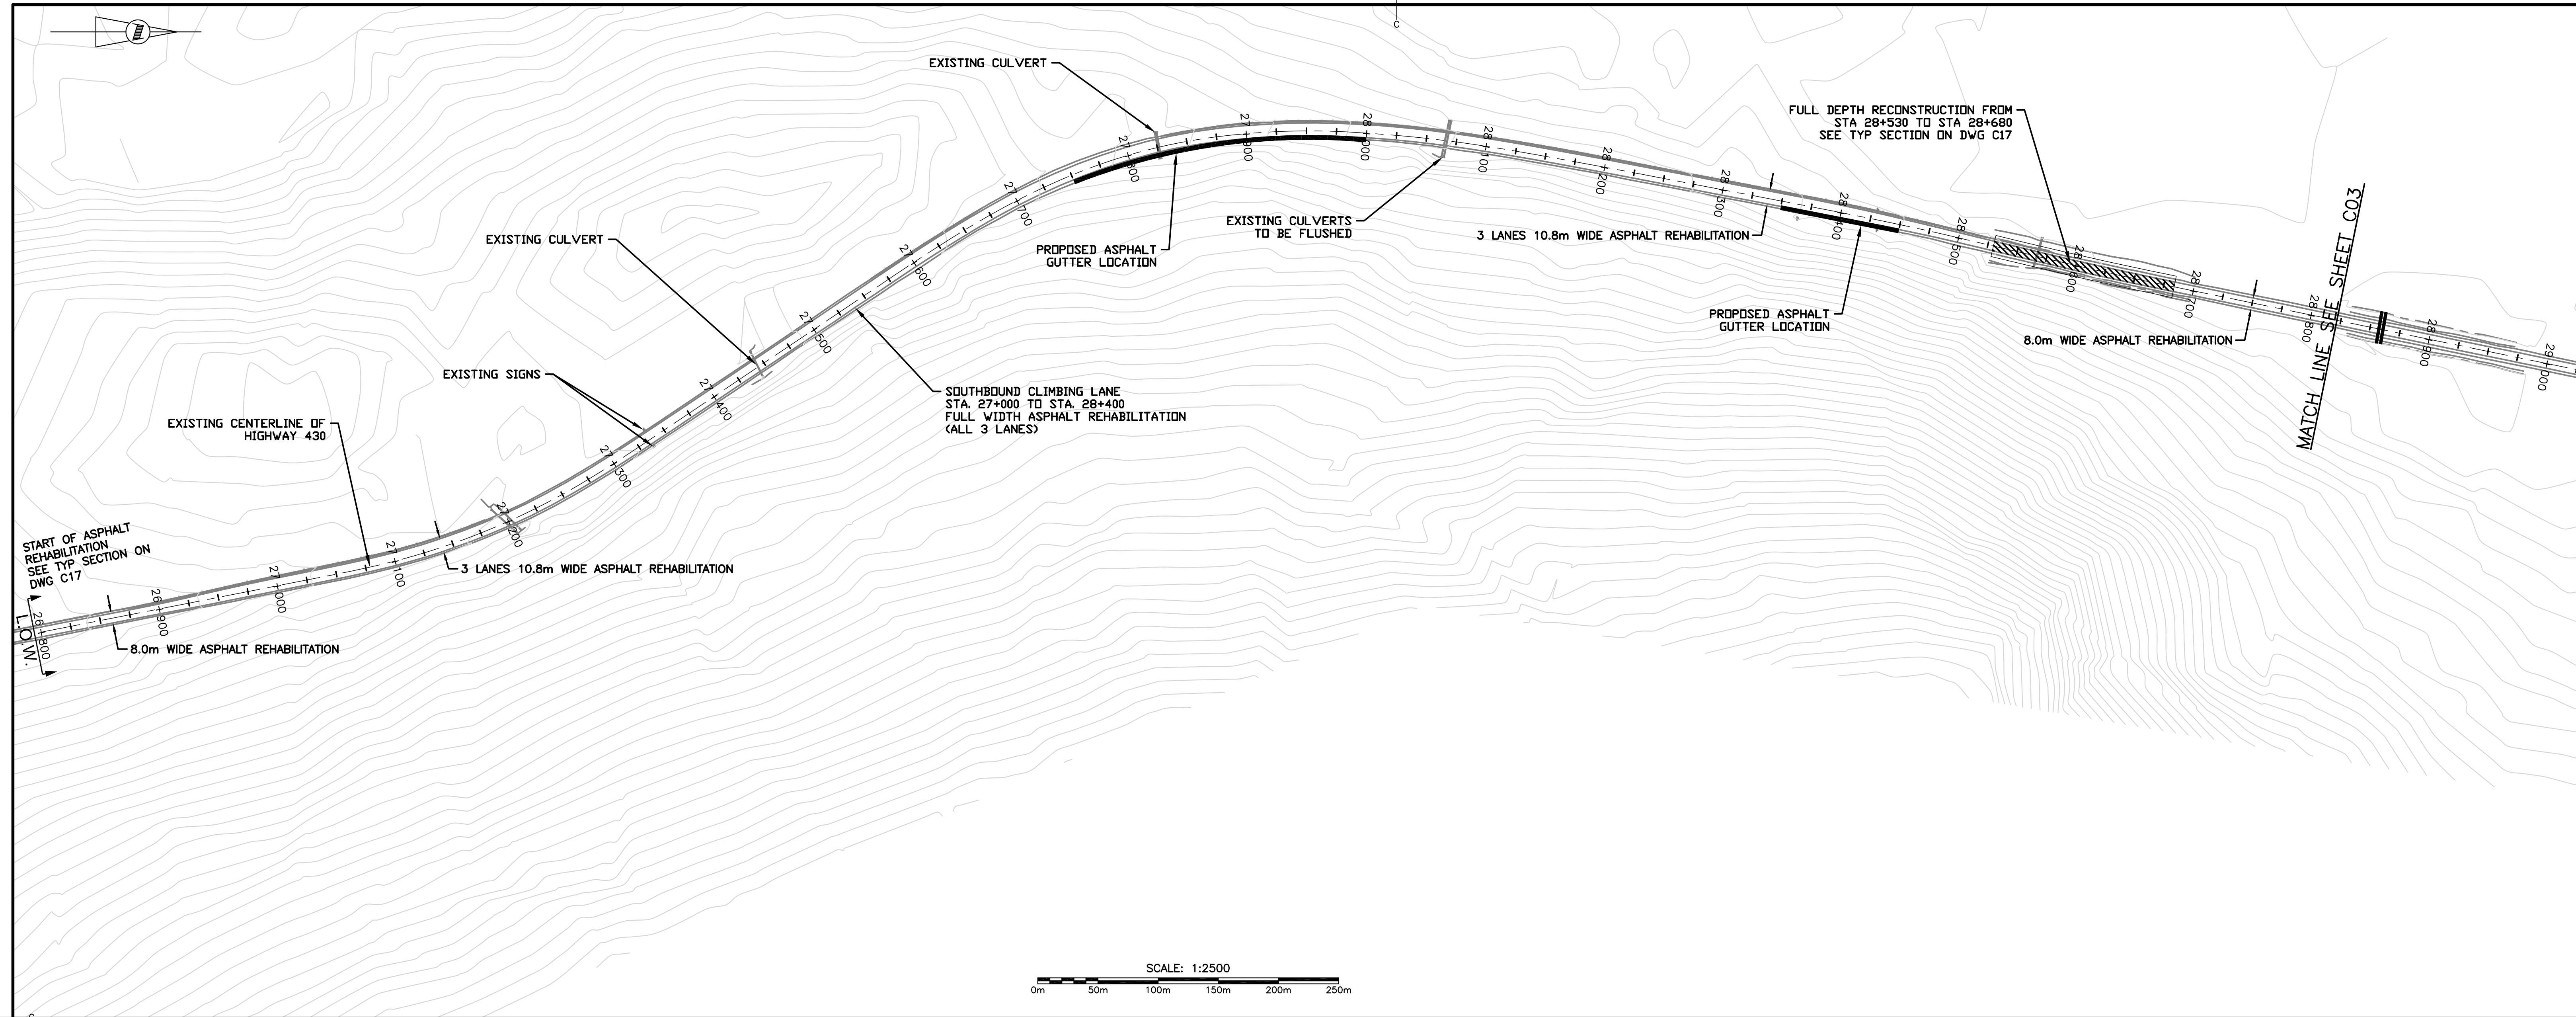 C
EXISTING CULVERT
FULL DEPTH RECONSTRUCTION FROM
STA 28+530 TO STA 28+680
SEE TYP SECTION ON DWG C17
EXISTING CULVERTS
TO BE FLUSHED
PROPOSED ASPHALT
GUTTER LOCATION
3 LANES 10.8m WIDE ASPHALT REHABILITATION
EXISTING CULVERT
PROPOSED ASPHALT
GUTTER LOCATION
8.0m WIDE ASPHALT REHABILITATION
MATCH LINE SEE SHEET C03
EXISTING SIGNS
SOUTHBOUND CLIMBING LANE
STA. 27+000 TO STA. 28+400
FULL WIDTH ASPHALT REHABILITATION
(ALL 3 LANES)
EXISTING CENTERLINE OF
HIGHWAY 430
START OF ASPHALT
REHABILITATION
SEE TYP SECTION ON
DWG C17
3 LANES 10.8m WIDE ASPHALT REHABILITATION
8.0m WIDE ASPHALT REHABILITATION
L.O.W.
26+800
26+900
27+000
27+100
27+200
27+300
27+400
27+500
27+600
27+700
27+800
27+900
28+000
28+100
28+200
28+300
28+400
28+500
28+600
28+700
28+800
28+900
29+000
SCALE: 1:2500
0m 50m 100m 150m 200m 250m